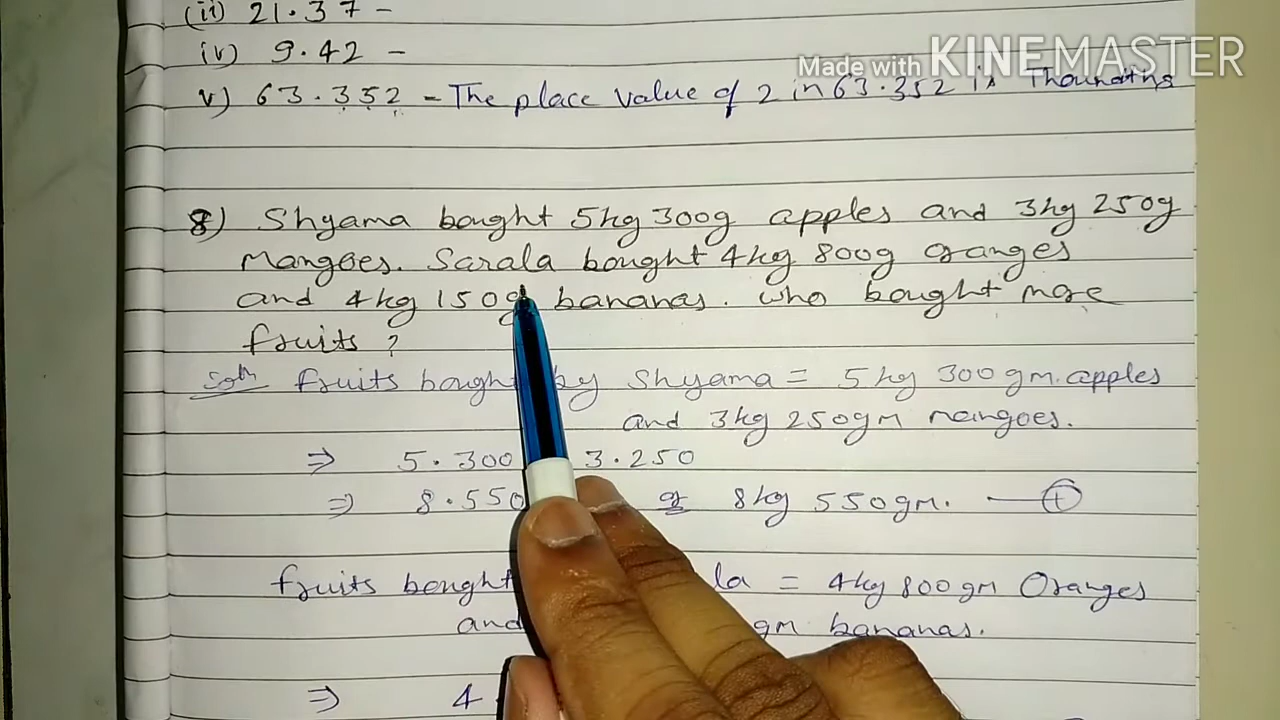 (ii) 21.37 -
Made with KINEMASTER
(iv) 9.42 -
v) 63.352 - The place value of 2 in 63.352 is
8) Shyama bought 5kg 300g apples and 3kg 250g
Mangoes. Sarala bought 4kg 800g oranges
and 4kg 150g bananas. Who bought more
fruits?
Soln fruits bought by Shyama = 5kg 300gm. apples
and 3kg 250gm mangoes.
⇒ 5.300 3.250
⇒ 8.550 or 8kg 550gm.
fruits bought la = 4kg 800gm Oranges
and gm bananas.
⇒ 4